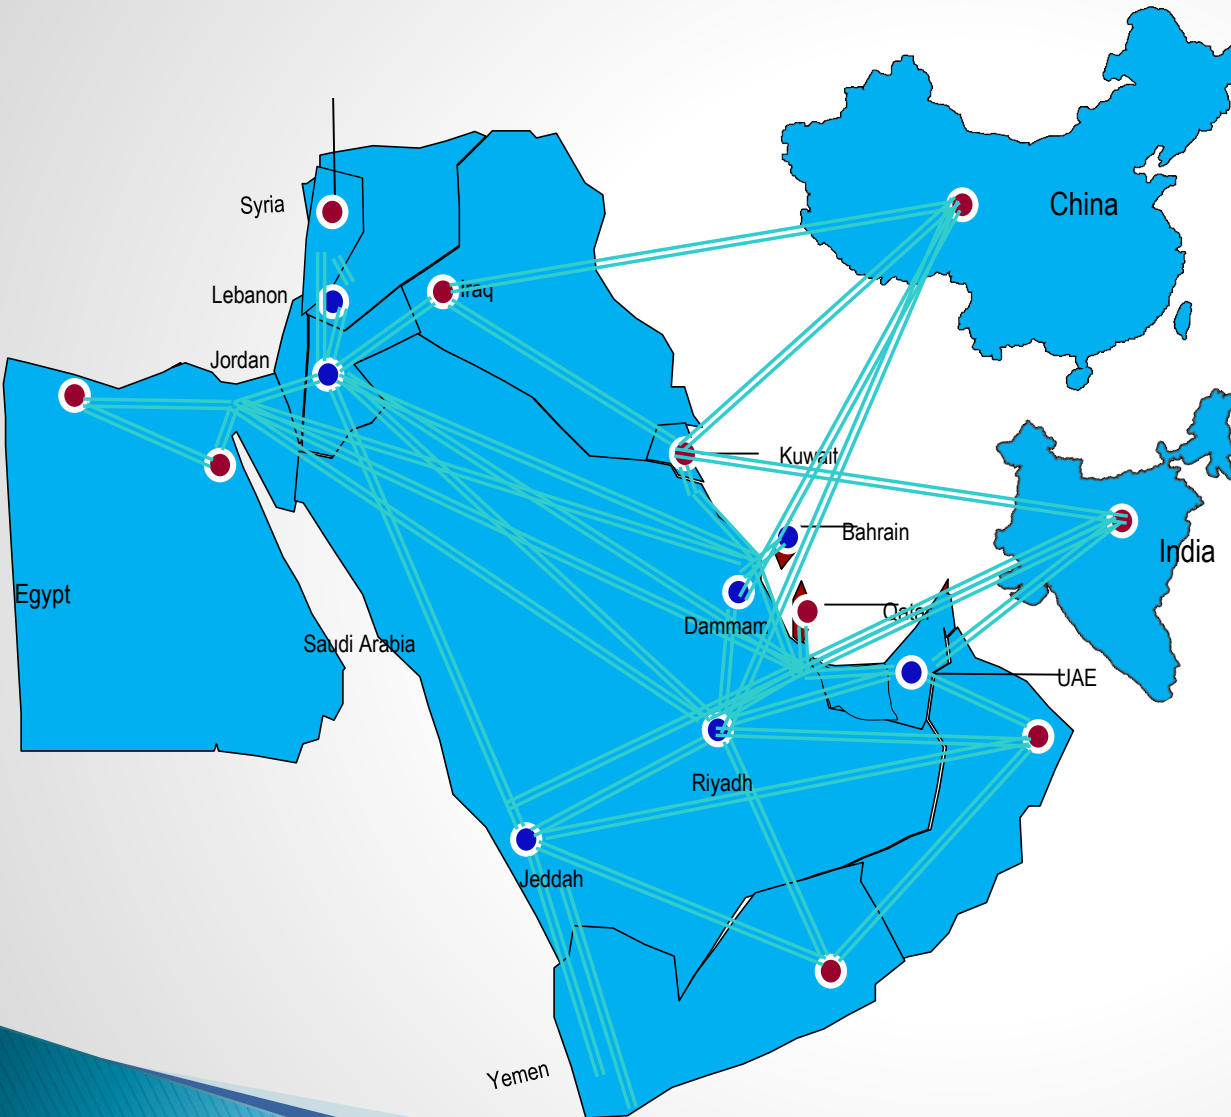 China
Syria
Iraq
Lebanon
Jordan
Kuwait
Bahrain
India
Egypt
Qatar
Dammam
Saudi Arabia
UAE
Riyadh
Jeddah
Yemen